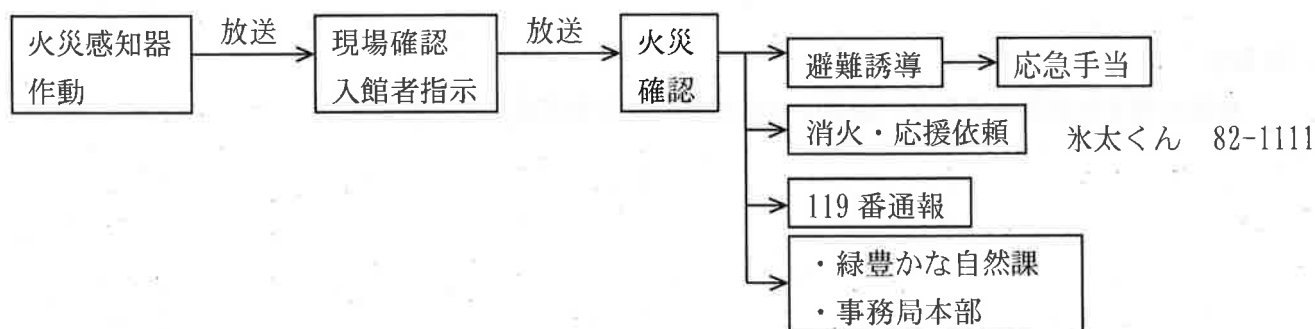 火災感知器
作動
放送
現場確認
入館者指示
放送
火災
確認
避難誘導
応急手当
消火・応援依頼
氷太くん 82-1111
119番通報
・緑豊かな自然課
・事務局本部